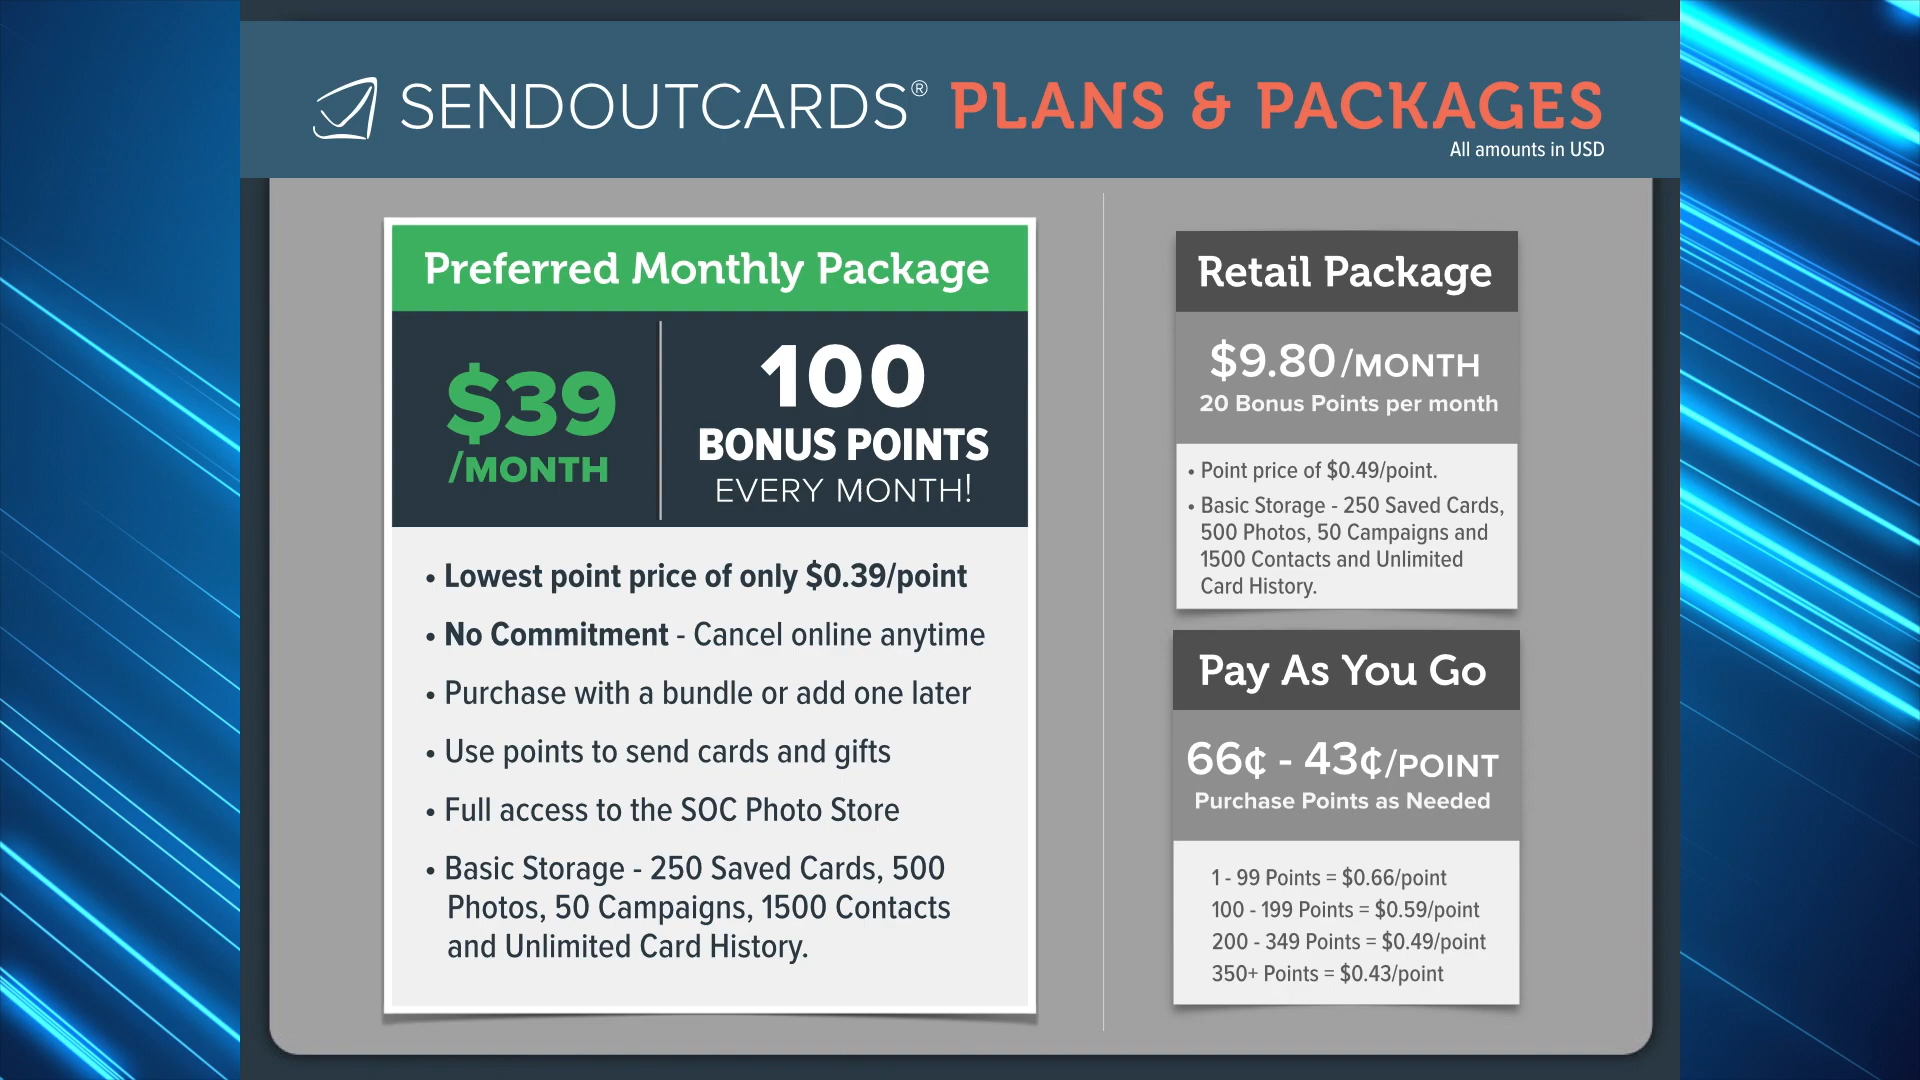 SENDOUTCARDS® PLANS & PACKAGES
All amounts in USD
Preferred Monthly Package
$39
/MONTH
100
BONUS POINTS
EVERY MONTH!
• Lowest point price of only $0.39/point
• No Commitment - Cancel online anytime
• Purchase with a bundle or add one later
• Use points to send cards and gifts
• Full access to the SOC Photo Store
• Basic Storage - 250 Saved Cards, 500
Photos, 50 Campaigns, 1500 Contacts
and Unlimited Card History.
Retail Package
$9.80/MONTH
20 Bonus Points per month
• Point price of $0.49/point.
• Basic Storage - 250 Saved Cards,
500 Photos, 50 Campaigns and
1500 Contacts and Unlimited
Card History.
Pay As You Go
66¢ - 43¢/POINT
Purchase Points as Needed
1 - 99 Points = $0.66/point
100 - 199 Points = $0.59/point
200 - 349 Points = $0.49/point
350+ Points = $0.43/point